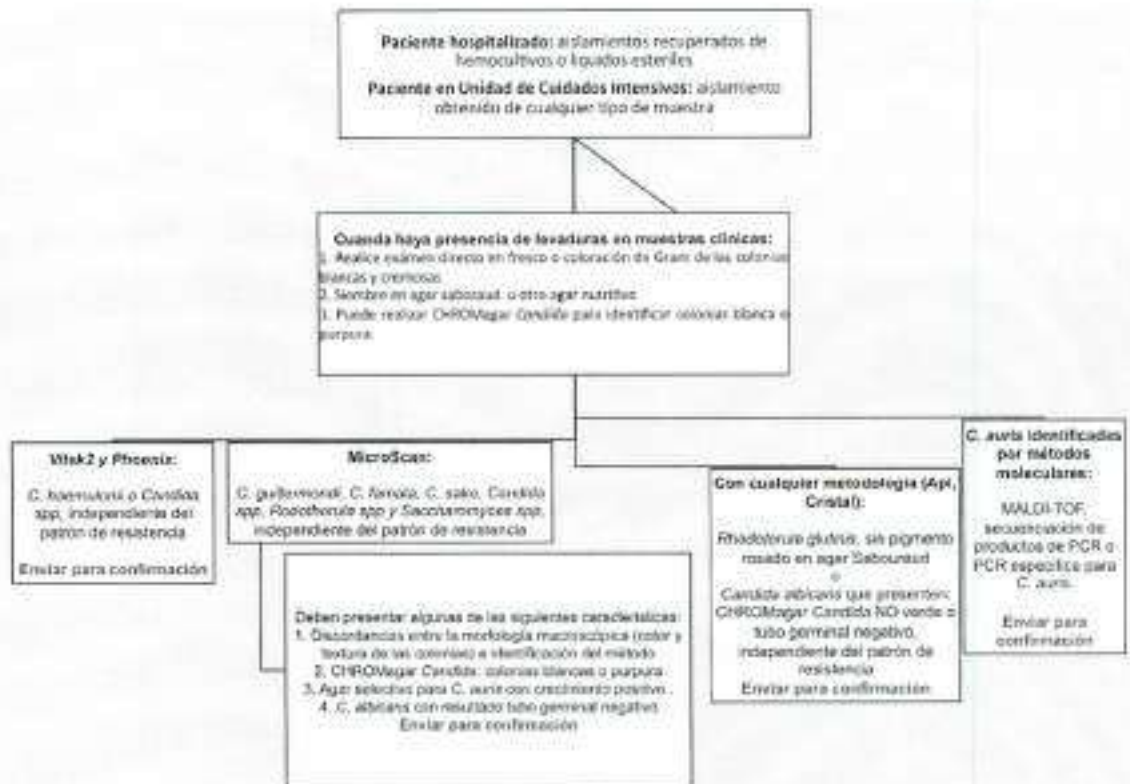 Paciente hospitalizado: aislamientos recuperados de
hemocultivos o liquidos esteriles
Paciente en Unidad de Cuidados intensivos: aislamiento
obtenido de cualquier tipo de muestra
Cuando haya presencia de levaduras en muestras clinicas:
1. Realice exámen directo en fresco o coloración de Gram de las colonias
blancas y cremosas
2. Siembre en agar saboraud u otro agar nutritivo
3. Puede realizar CHROMagar Candida para identificar colonias blanca o
purpura.
Vitek2 y Phoenix:
C. haemulonii o Candida
spp, independiente del
patrón de resistencia
Enviar para confirmación
MicroScan:
C. guilliermondi, C. famata, C. sake, Candida
spp, Rodothorula spp y Saccharomyces spp,
independiente del patrón de resistencia
Deben presentar algunas de las siguientes características:
1. Discordancias entre la morfología macroscópica (color y
textura de las colonias) e identificación del método
2. CHROMagar Candida: colonias blancas o purpura
3. Agar selectivo para C. auris con crecimiento positivo.
4. C. albicans con resultado tubo germinal negativo
Enviar para confirmación
Con cualquier metodología (Api,
Cristal):
Rhodotorula glutinis, sin pigmento
rosado en agar Sabouraud
o
Candida albicans que presenten:
CHROMagar Candida NO verde o
tubo germinal negativo,
independiente del patrón de
resistencia
Enviar para confirmación
C. auris identificadas
por métodos
moleculares:
MALDI-TOF,
secuenciación de
productos de PCR o
PCR especifica para
C. auris.
Enviar para
confirmación